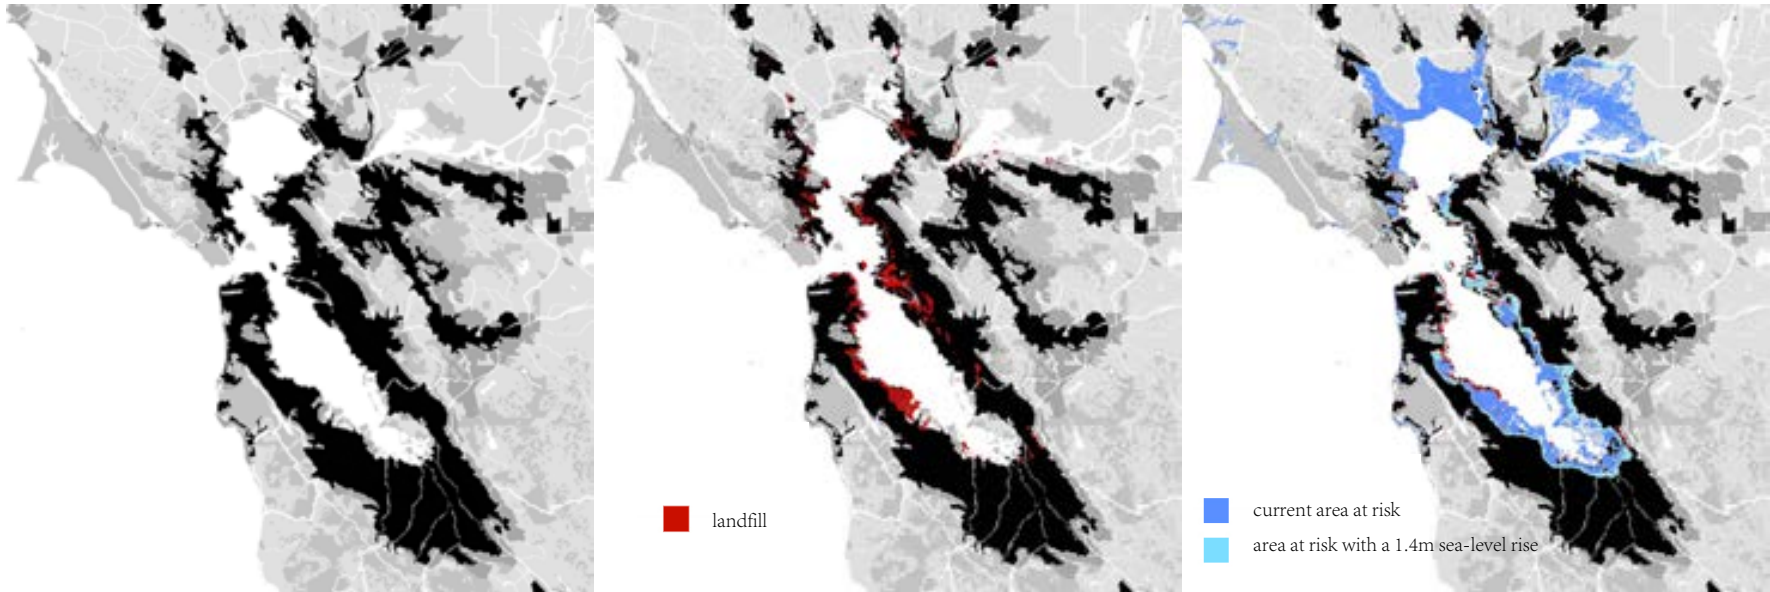 landfill
current area at risk
area at risk with a 1.4m sea-level rise